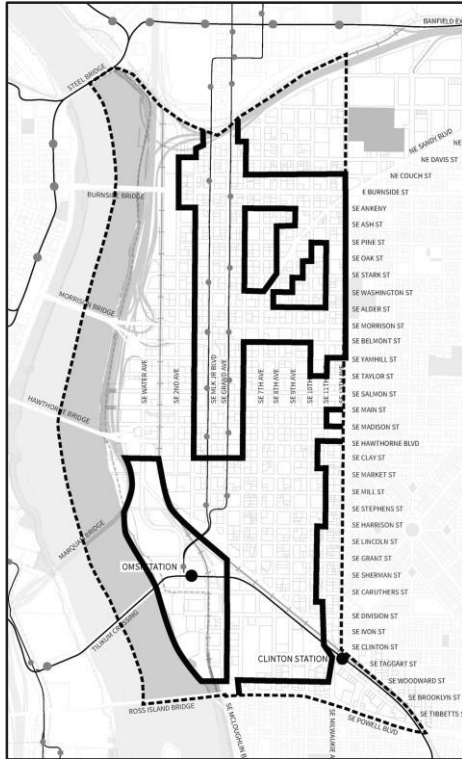 BANFIELD EX
STEEL BRIDGE
NE SANDY BLVD
NE
NE DAVIS ST
NE COUCH ST
E BURNSIDE ST
BURNSIDE BRIDGE
SE ANKENY
SE ASH ST
SE PINE ST
SE OAK ST
SE STARK ST
SE WASHINGTON ST
MORRISON BRIDGE
SE ALDER ST
SE MORRISON ST
SE BELMONT ST
SE YAMHILL ST
SE TAYLOR ST
SE SALMON ST
SE WATER AVE
SE 2ND AVE
SE MLK JR BLVD
SE GRAND AVE
SE 7TH AVE
SE 8TH AVE
SE 9TH AVE
SE 11TH
HAWTHORNE BRIDGE
SE MAIN ST
SE MADISON ST
SE HAWTHORNE BLVD
SE CLAY ST
SE MARKET ST
SE MILL ST
SE STEPHENS ST
SE HARRISON ST
SE LINCOLN ST
SE GRANT ST
SE SHERMAN ST
SE CARUTHERS ST
OMSI STATION
TILIKUM CROSSING
SE DIVISION ST
SE IVON ST
SE CLINTON ST
CLINTON STATION
SE TAGGART ST
SE WOODWARD ST
SE BROOKLYN ST
SE TIBBETTS S
ROSS ISLAND BRIDGE
SE MCLOUGHLIN B
SE MILWAUKIE A
SE POWELL BLVD